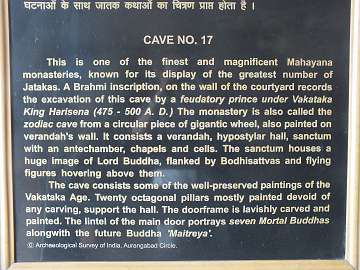 घटनाओं के साथ जातक कथाओं का चित्रण प्राप्त होता है ।
CAVE NO. 17
This is one of the finest and magnificent Mahayana
monasteries, known for its display of the greatest number of
Jatakas. A Brahmi inscription, on the wall of the courtyard records
the excavation of this cave by a feudatory prince under Vakataka
King Harisena (475 - 500 A. D.) The monastery is also called the
zodiac cave from a circular piece of gigantic wheel, also painted on
verandah's wall. It consists a verandah, hypostylar hall, sanctum
with an antechamber, chapels and cells. The sanctum houses a
huge image of Lord Buddha, flanked by Bodhisattvas and flying
figures hovering above them.
The cave consists some of the well-preserved paintings of the
Vakataka Age. Twenty octagonal pillars mostly painted devoid of
any carving, support the hall. The doorframe is lavishly carved and
painted. The lintel of the main door portrays seven Mortal Buddhas
alongwith the future Buddha 'Maitreya'.
© Archaeological Survey of India, Aurangabad Circle.